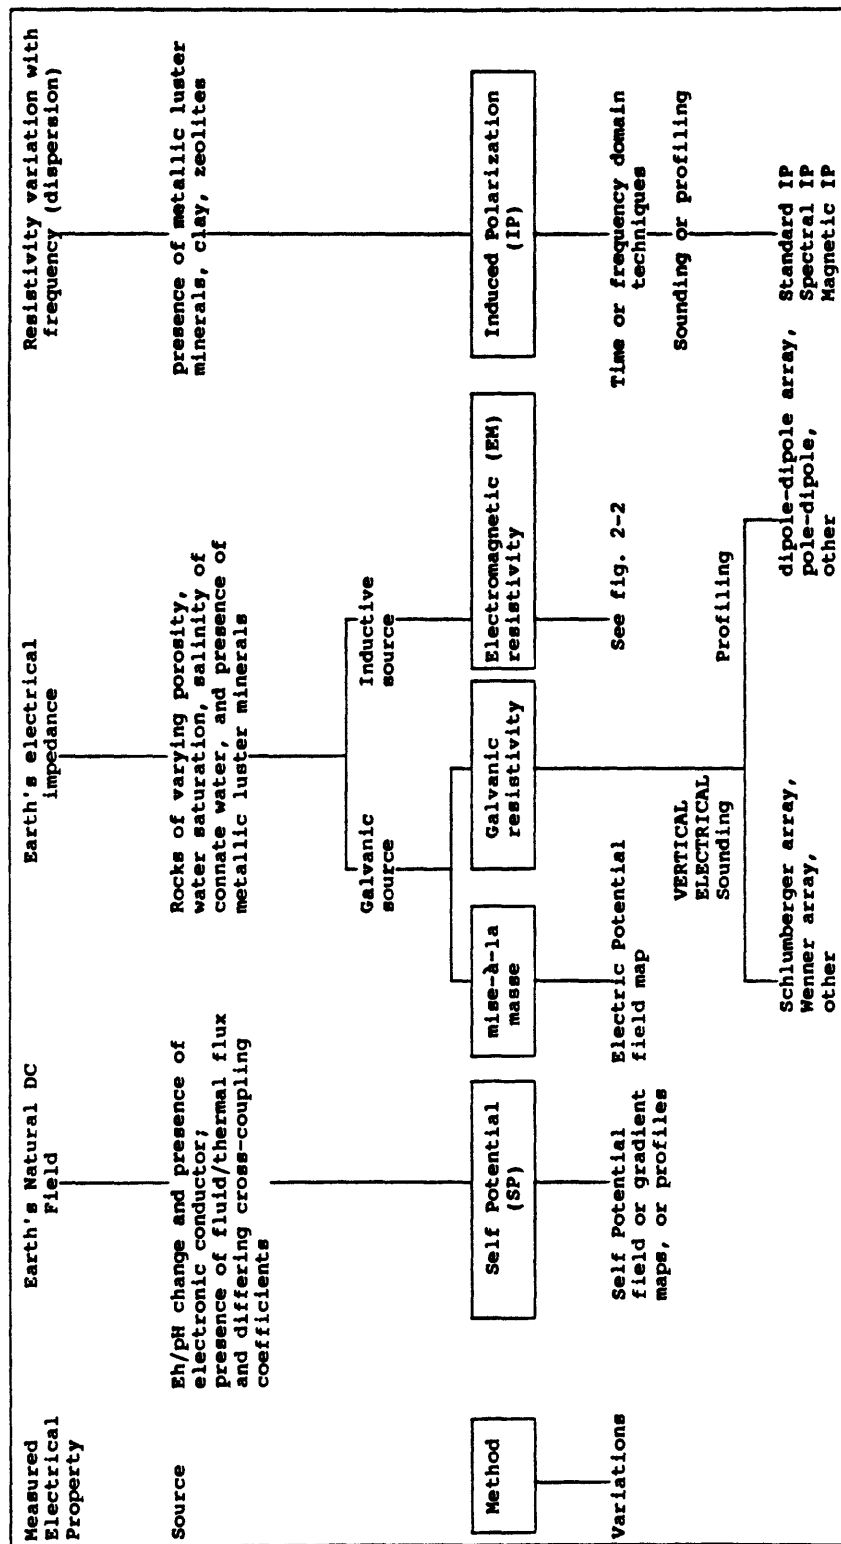 Measured
Electrical
Property
Earth's Natural DC
Field
Earth's electrical
impedance
Resistivity variation with
frequency (dispersion)
Source
Eh/pH change and presence of
electronic conductor;
presence of fluid/thermal flux
and differing cross-coupling
coefficients
Rocks of varying porosity,
water saturation, salinity of
connate water, and presence of
metallic luster minerals
presence of metallic luster
minerals, clay, zeolites
Galvanic
source
Inductive
source
Method
Self Potential
(SP)
mise-à-la
masse
Galvanic
resistivity
Electromagnetic (EM)
resistivity
Induced Polarization
(IP)
Variations
Self Potential
field or gradient
maps, or profiles
Electric Potential
field map
See fig. 2-2
Time or frequency domain
techniques
VERTICAL
ELECTRICAL
Sounding
Profiling
Sounding or profiling
Schlumberger array,
Wenner array,
other
dipole-dipole array,
pole-dipole,
other
Standard IP
Spectral IP
Magnetic IP